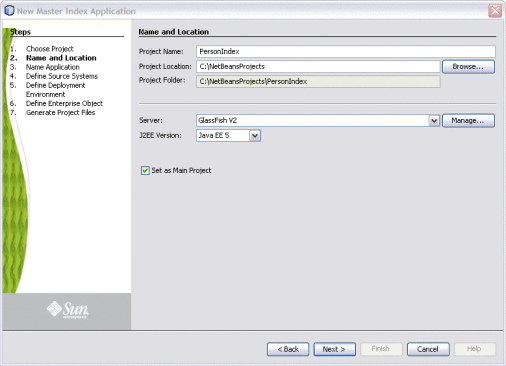 New Master Index Application
Steps
1. Choose Project
2. Name and Location
3. Name Application
4. Define Source Systems
5. Define Deployment
Environment
6. Define Enterprise Object
7. Generate Project Files
Name and Location
Project Name: PersonIndex
Project Location: C:\NetBeansProjects Browse...
Project Folder: C:\NetBeansProjects\PersonIndex
Server: GlassFish V2 Manage...
J2EE Version: Java EE 5
Set as Main Project
Sun
< Back Next > Finish Cancel Help